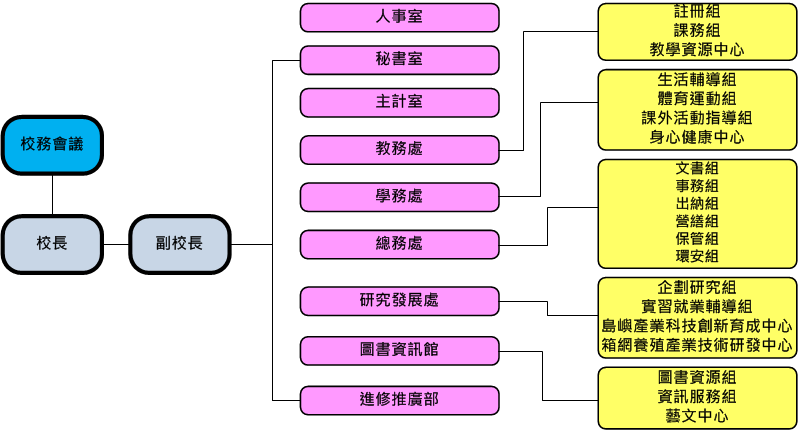 校務會議
校長
副校長
人事室
秘書室
主計室
教務處
學務處
總務處
研究發展處
圖書資訊館
進修推廣部
註冊組
課務組
教學資源中心
生活輔導組
體育運動組
課外活動指導組
身心健康中心
文書組
事務組
出納組
營繕組
保管組
環安組
企劃研究組
實習就業輔導組
島嶼產業科技創新育成中心
箱網養殖產業技術研發中心
圖書資源組
資訊服務組
藝文中心